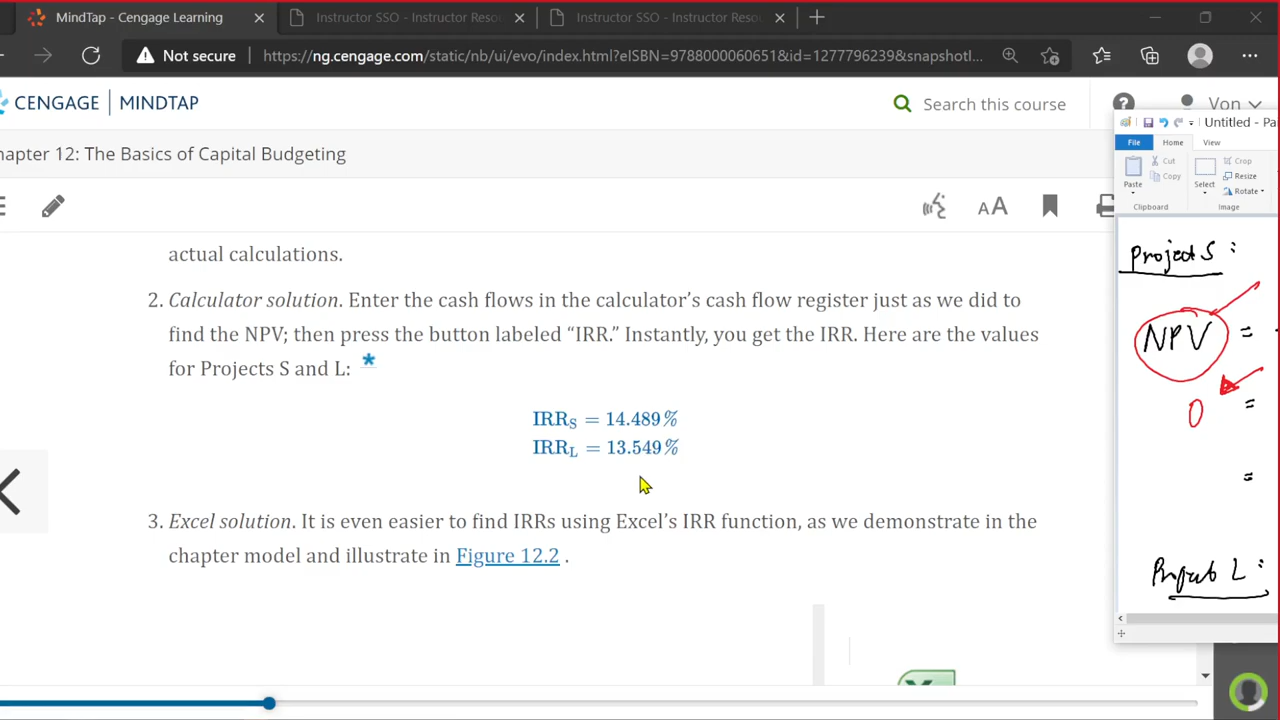 MindTap - Cengage Learning
Instructor SSO - Instructor Reso
Instructor SSO - Instructor Reso
Not secure
https://ng.cengage.com/static/nb/ui/evo/index.html?eISBN=9788000060651&id=1277796239&snapshotI...
CENGAGE MINDTAP
Search this course
Von
hapter 12: The Basics of Capital Budgeting
AA
actual calculations.
2. Calculator solution. Enter the cash flows in the calculator's cash flow register just as we did to
find the NPV; then press the button labeled “IRR.” Instantly, you get the IRR. Here are the values
for Projects S and L: *
IRRS = 14.489%
IRRL = 13.549%
3. Excel solution. It is even easier to find IRRs using Excel's IRR function, as we demonstrate in the
chapter model and illustrate in Figure 12.2 .
Untitled - Pa
File Home View
Paste
Cut
Copy
Clipboard
Select
Crop
Resize
Rotate
Image
Project S :
NPV =
0 =
=
Project L :